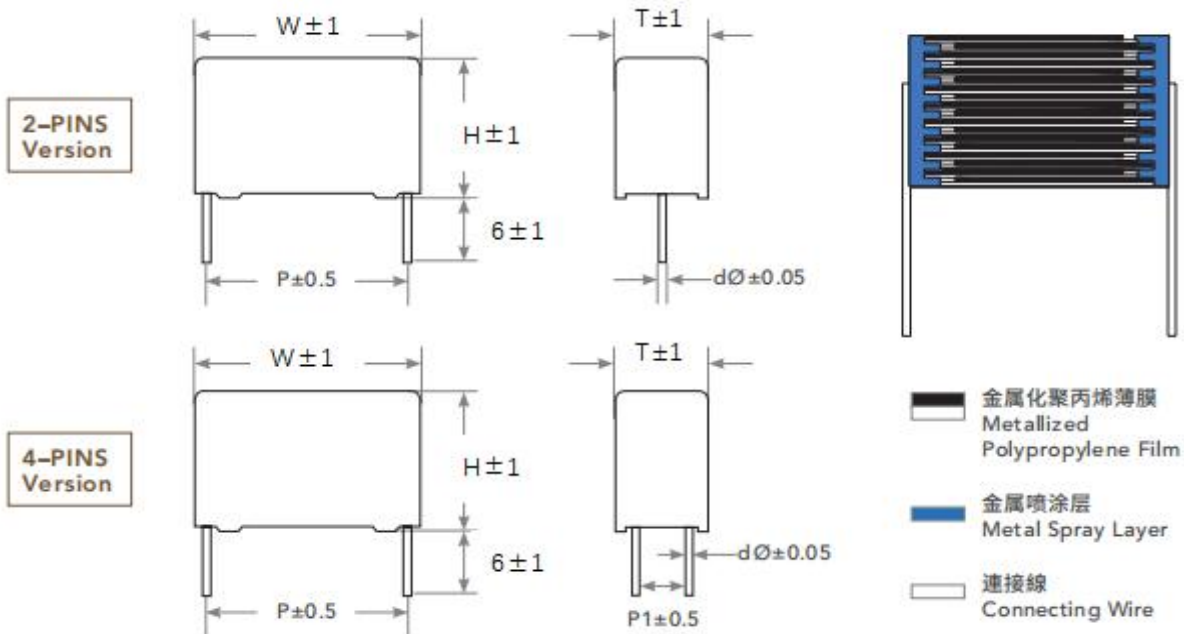 W±1
T±1
2–PINS
Version
H±1
6±1
P±0.5
dØ±0.05
W±1
T±1
4–PINS
Version
H±1
6±1
P±0.5
dØ±0.05
P1±0.5
金属化聚丙烯薄膜
Metallized
Polypropylene Film
金属喷涂层
Metal Spray Layer
連接線
Connecting Wire